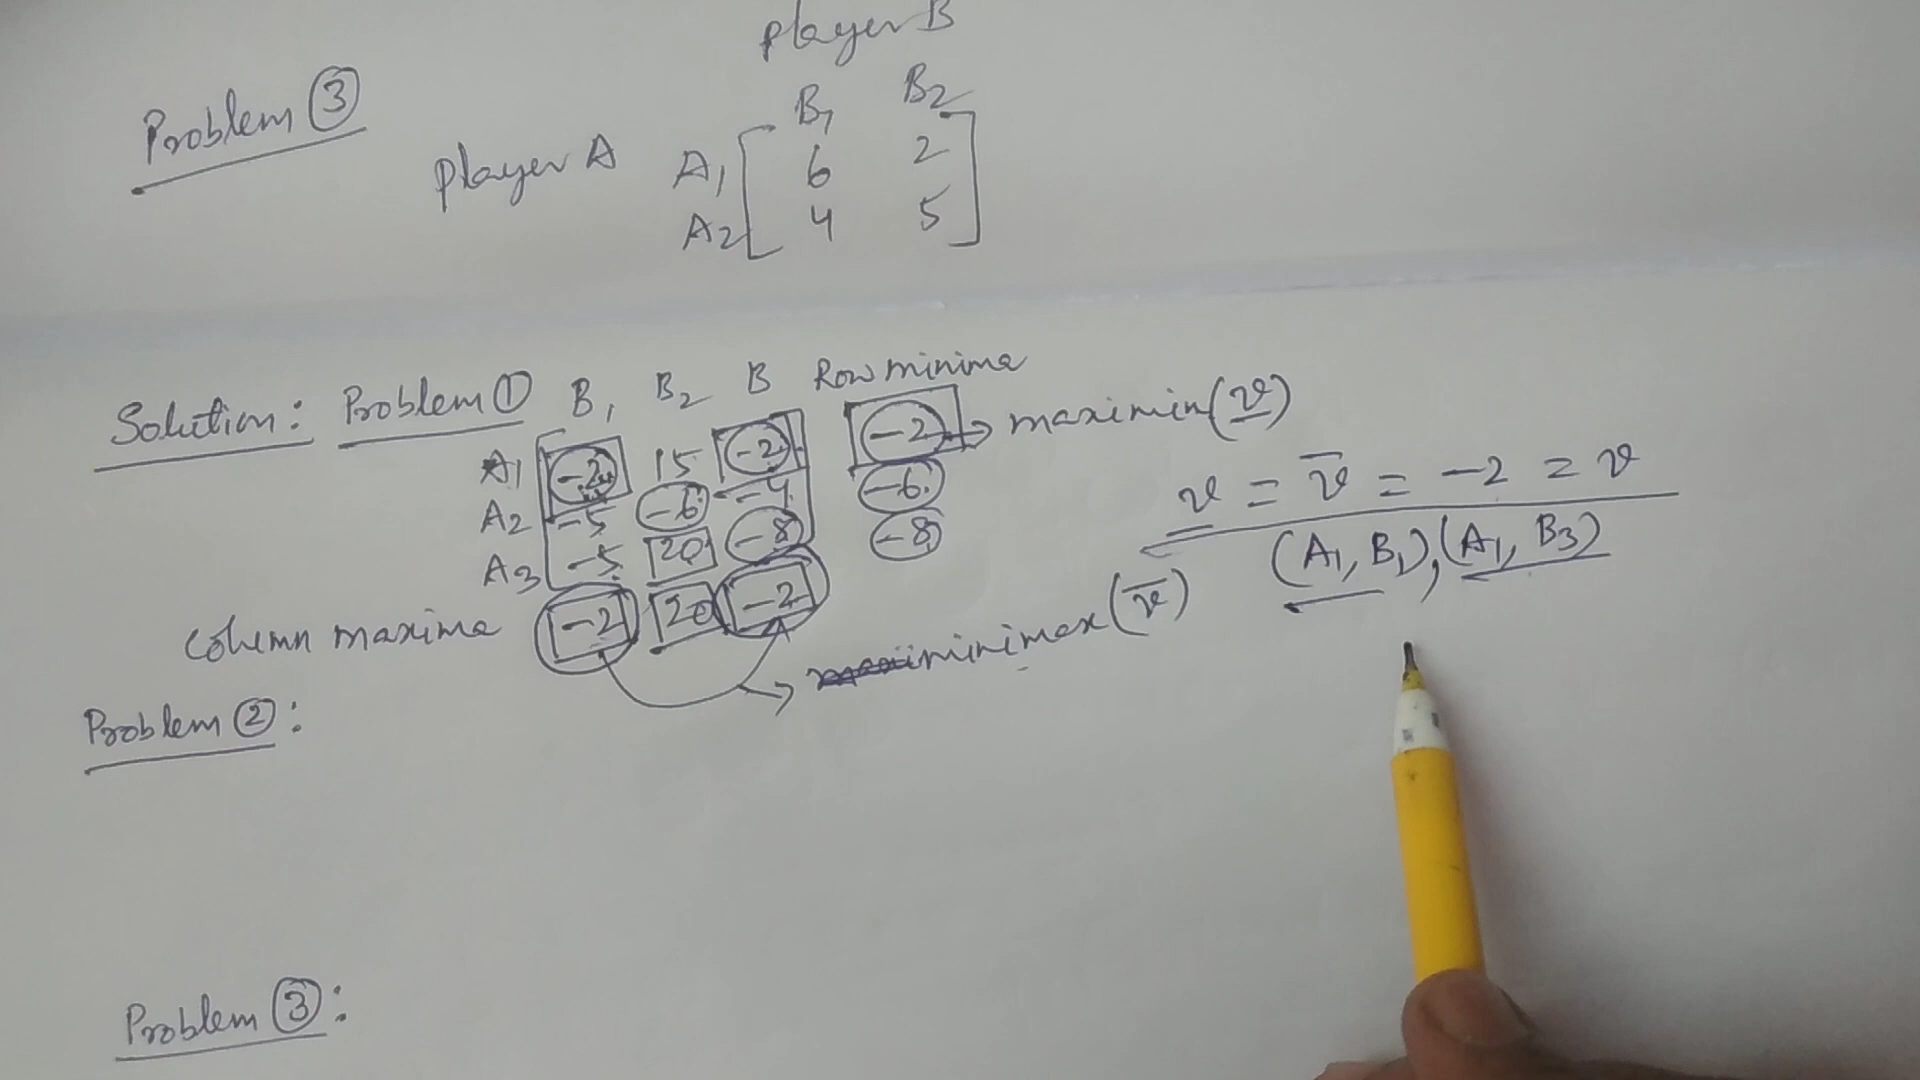 Player B
Problem ③
B1 B2
Player A A1 6 2
A2 4 5
Solution: Problem ① B1 B2 B Row minima
A1 -2 15 -2 -2 → maximin(v)
A2 -5 -6 -4 -6
v = v̅ = -2 = v
A3 -5 20 -8 -8
(A1, B1), (A1, B3)
Column maxima -2 20 -2
→ minimax(v̅)
Problem ②:
Problem ③: